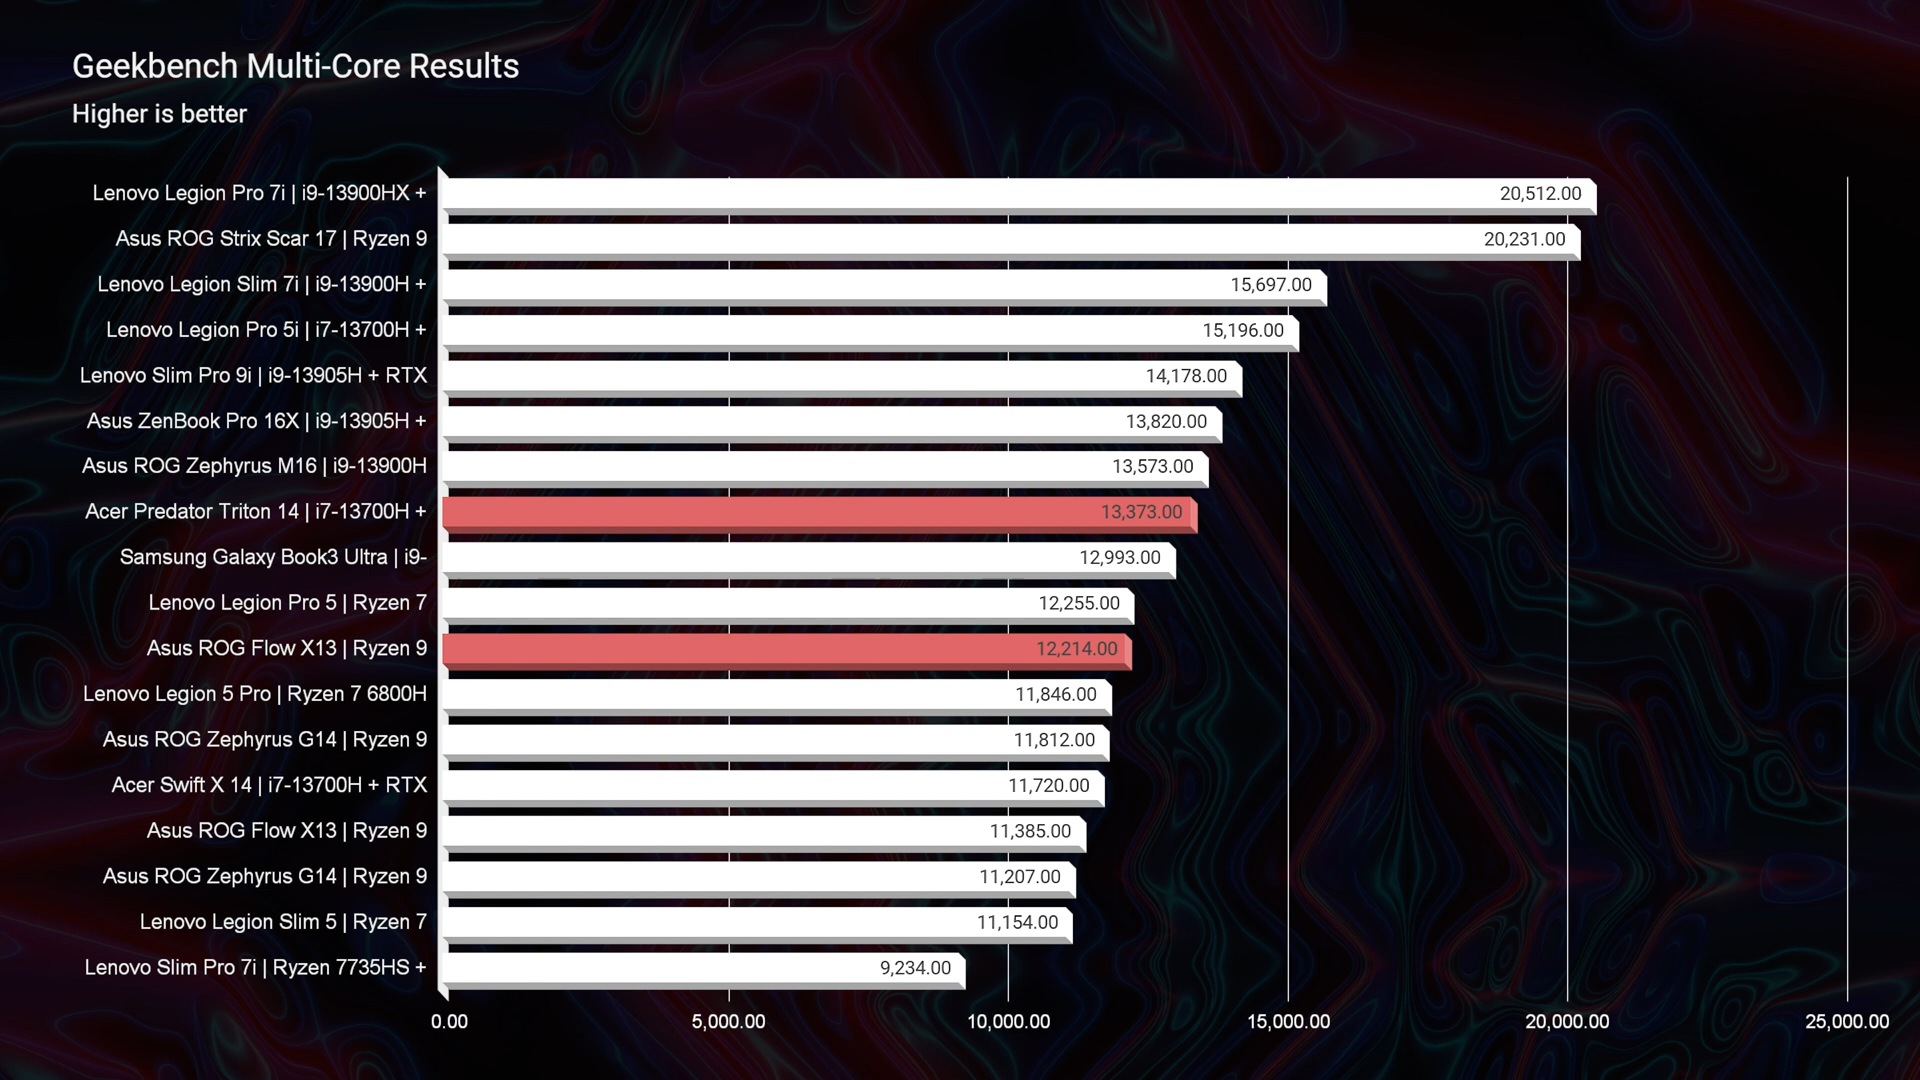 Geekbench Multi-Core Results
Higher is better
Lenovo Legion Pro 7i | i9-13900HX + 20,512.00
Asus ROG Strix Scar 17 | Ryzen 9 20,231.00
Lenovo Legion Slim 7i | i9-13900H + 15,697.00
Lenovo Legion Pro 5i | i7-13700H + 15,196.00
Lenovo Slim Pro 9i | i9-13905H + RTX 14,178.00
Asus ZenBook Pro 16X | i9-13905H + 13,820.00
Asus ROG Zephyrus M16 | i9-13900H 13,573.00
Acer Predator Triton 14 | i7-13700H + 13,373.00
Samsung Galaxy Book3 Ultra | i9- 12,993.00
Lenovo Legion Pro 5 | Ryzen 7 12,255.00
Asus ROG Flow X13 | Ryzen 9 12,214.00
Lenovo Legion 5 Pro | Ryzen 7 6800H 11,846.00
Asus ROG Zephyrus G14 | Ryzen 9 11,812.00
Acer Swift X 14 | i7-13700H + RTX 11,720.00
Asus ROG Flow X13 | Ryzen 9 11,385.00
Asus ROG Zephyrus G14 | Ryzen 9 11,207.00
Lenovo Legion Slim 5 | Ryzen 7 11,154.00
Lenovo Slim Pro 7i | Ryzen 7735HS + 9,234.00
0.00 5,000.00 10,000.00 15,000.00 20,000.00 25,000.00